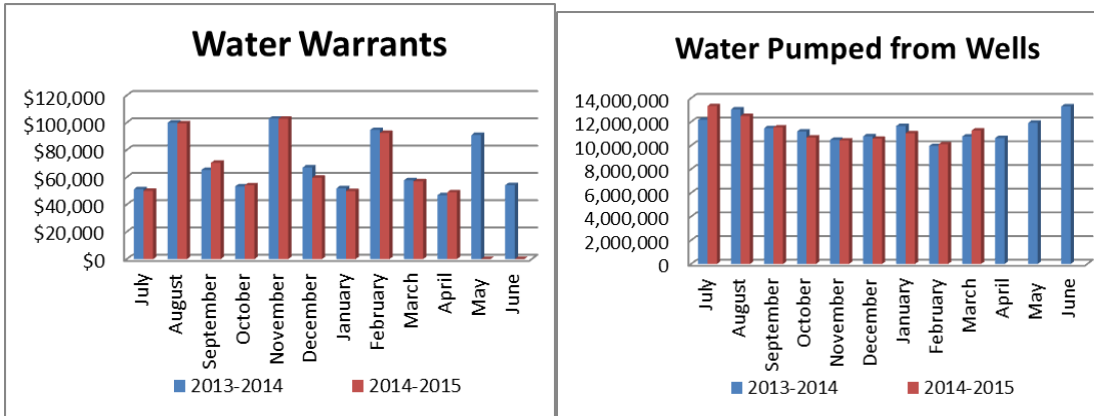 Water Warrants
$120,000
$100,000
$80,000
$60,000
$40,000
$20,000
$0
July
August
September
October
November
December
January
February
March
April
May
June
2013-2014 2014-2015
Water Pumped from Wells
14,000,000
12,000,000
10,000,000
8,000,000
6,000,000
4,000,000
2,000,000
0
July
August
September
October
November
December
January
February
March
April
May
June
2013-2014 2014-2015